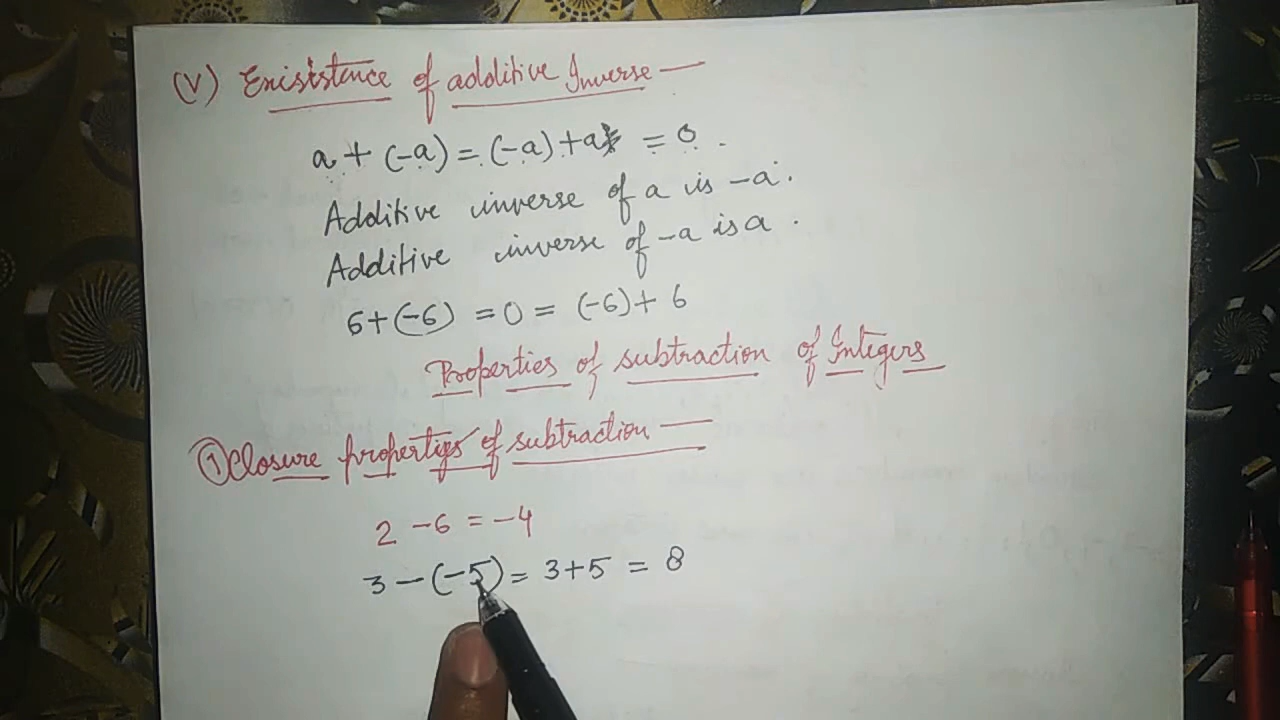 (V) Exisistence of additive Inverse —
a + (-a) = (-a) + a = 0 .
Additive inverse of a is -a.
Additive inverse of -a is a .
6+(-6) = 0 = (-6)+ 6
Properties of subtraction of Integers
① Closure properties of subtraction —
2 - 6 = -4
3 - (-5) = 3+5 = 8